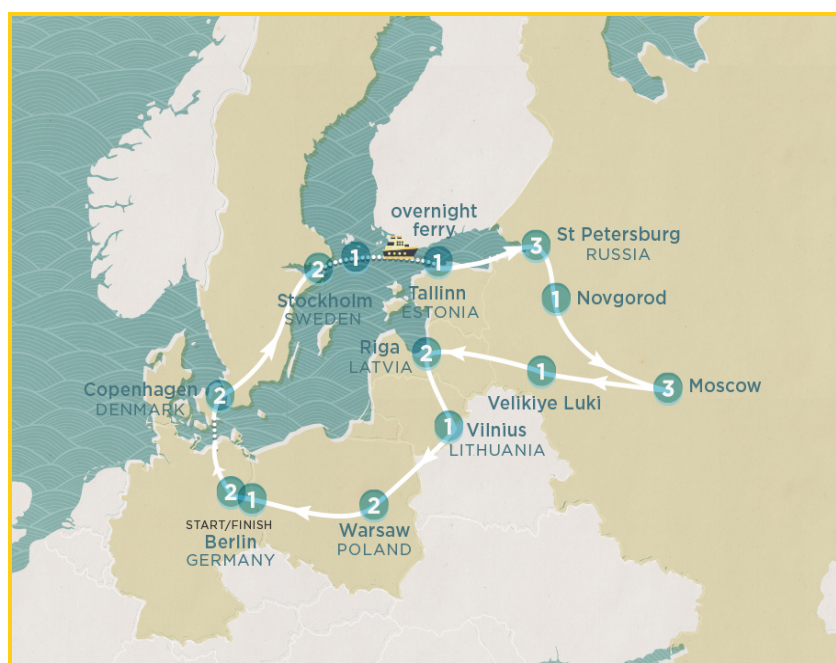 overnight
ferry
1
2
1
3
St Petersburg
RUSSIA
Stockholm
SWEDEN
Tallinn
ESTONIA
1
Novgorod
Riga
LATVIA
2
1
Velikiye Luki
3
Moscow
Copenhagen
DENMARK
2
1
Vilnius
LITHUANIA
2
1
START/FINISH
Berlin
GERMANY
2
Warsaw
POLAND